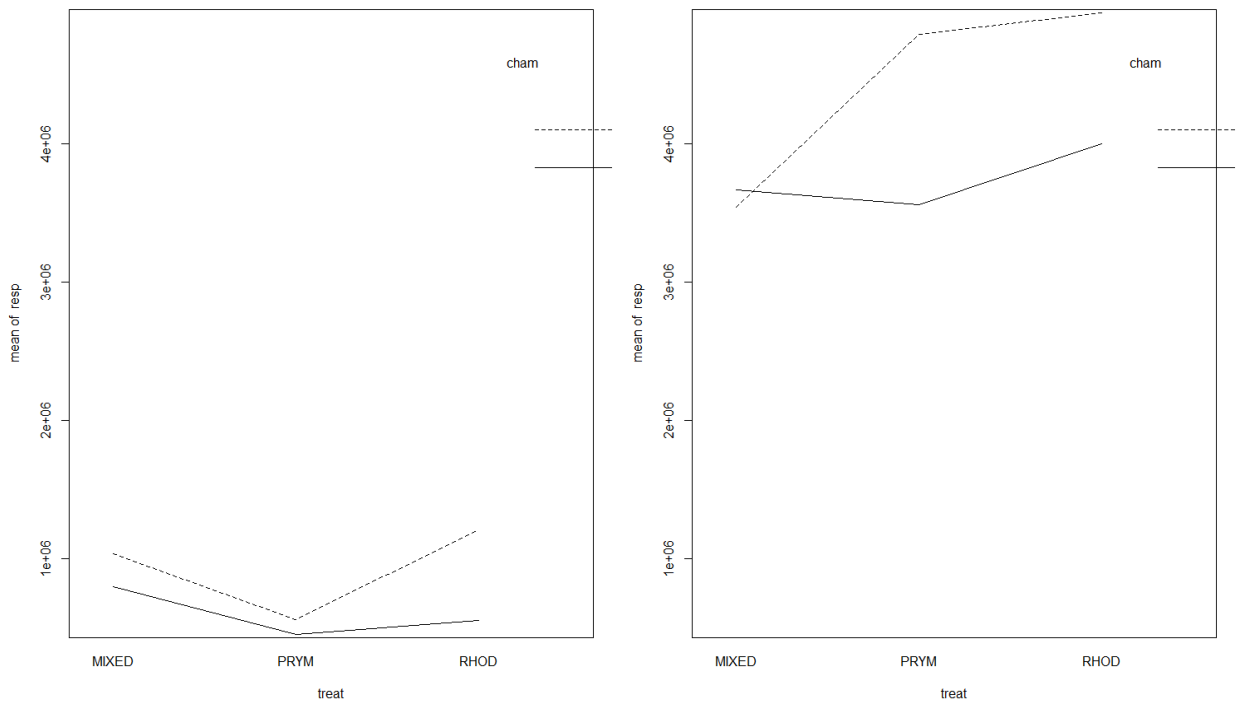 cham
4e+06
3e+06
2e+06
1e+06
mean of resp
MIXED PRYM RHOD
treat
cham
4e+06
3e+06
2e+06
1e+06
mean of resp
MIXED PRYM RHOD
treat